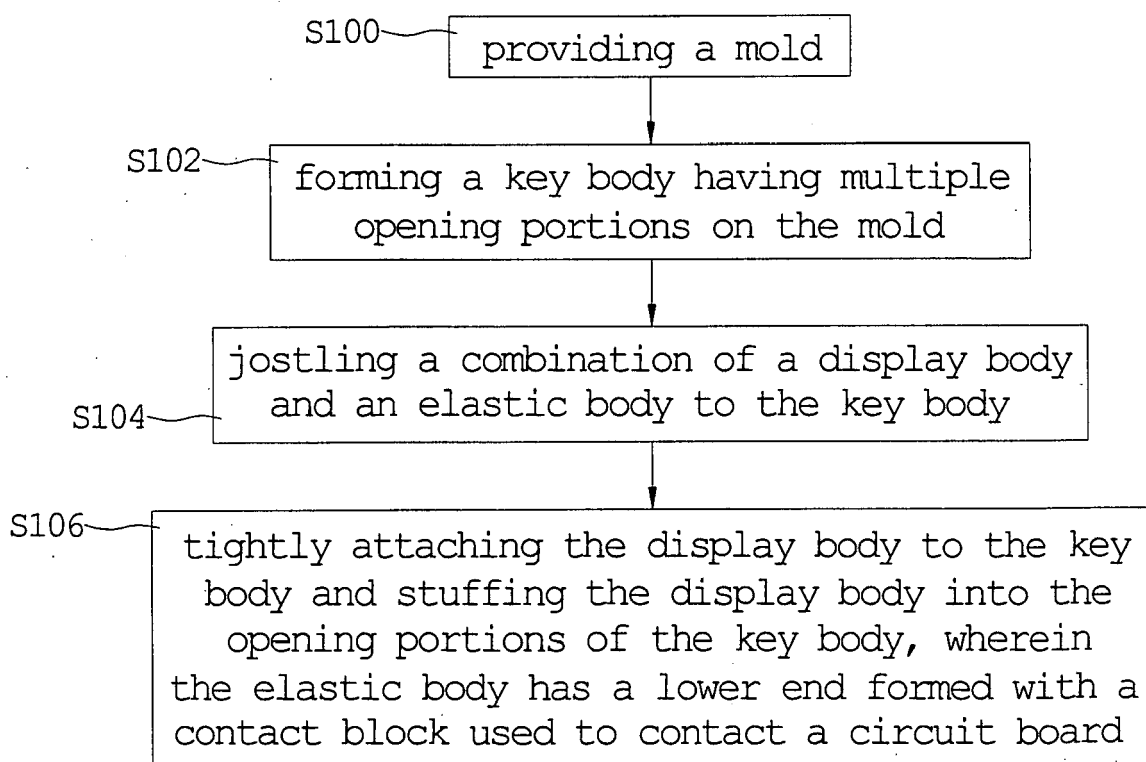 S100
providing a mold
S102
forming a key body having multiple
opening portions on the mold
S104
jostling a combination of a display body
and an elastic body to the key body
S106
tightly attaching the display body to the key
body and stuffing the display body into the
opening portions of the key body, wherein
the elastic body has a lower end formed with a
contact block used to contact a circuit board